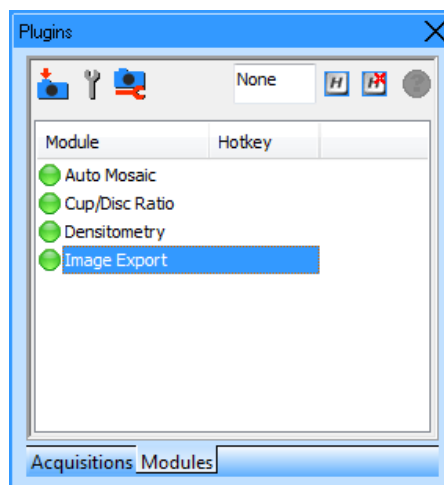 Plugins
None H H
Module Hotkey
Auto Mosaic
Cup/Disc Ratio
Densitometry
Image Export
Acquisitions Modules